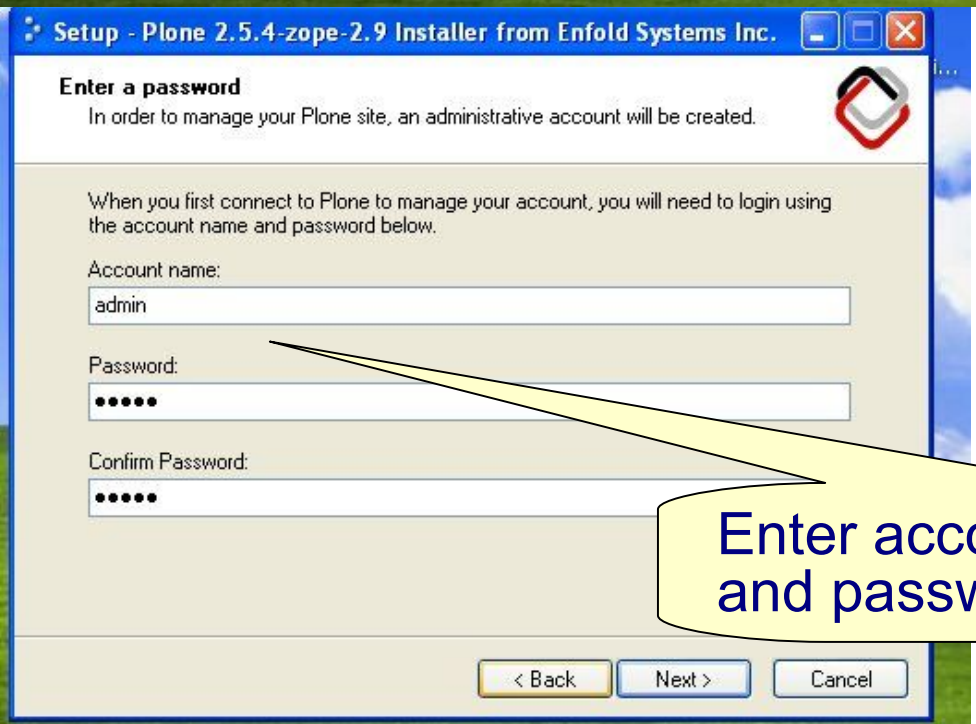 Setup - Plone 2.5.4-zope-2.9 Installer from Enfold Systems Inc.
Enter a password
In order to manage your Plone site, an administrative account will be created.
When you first connect to Plone to manage your account, you will need to login using
the account name and password below.
Account name:
admin
Password:
•••••
Confirm Password:
•••••
Enter
and
< Back
Next >
Cancel